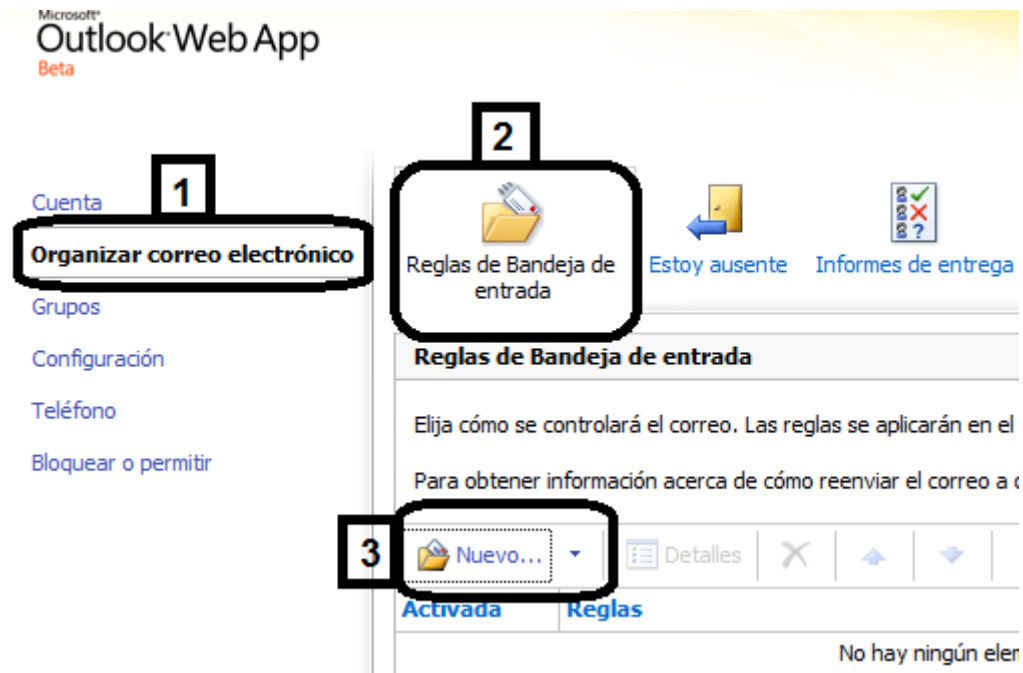 Microsoft®
Outlook Web App
Beta
2
1
Cuenta
Organizar correo electrónico
Grupos
Configuración
Teléfono
Bloquear o permitir
Reglas de Bandeja de
entrada
Estoy ausente
Informes de entrega
Reglas de Bandeja de entrada
Elija cómo se controlará el correo. Las reglas se aplicarán en el
Para obtener información acerca de cómo reenviar el correo a
3
Nuevo...
Detalles
Activada
Reglas
No hay ningún